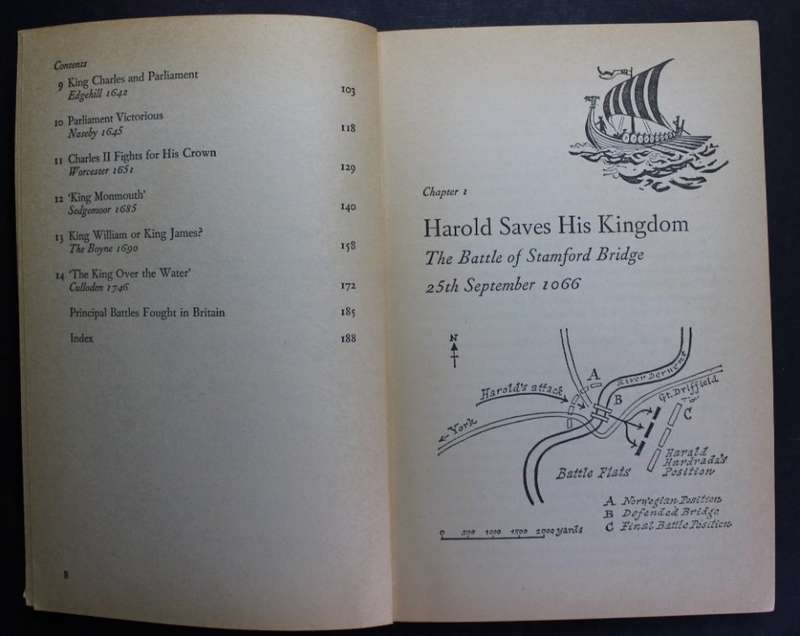 Contents
9 King Charles and Parliament
Edgehill 1642 103
10 Parliament Victorious
Naseby 1645 118
11 Charles II Fights for His Crown
Worcester 1651 129
12 'King Monmouth'
Sedgemoor 1685 140
13 King William or King James?
The Boyne 1690 158
14 'The King Over the Water'
Culloden 1746 172
Principal Battles Fought in Britain 185
Index 188
8
Chapter 1
Harold Saves His Kingdom
The Battle of Stamford Bridge
25th September 1066
N
A
River Derwent
Harold's attack
B
Gt. Driffield
C
York
Harald
Hardrada's
Position
Battle Flats
A Norwegian Position
B Defended Bridge
C Final Battle Position
0 500 1000 1500 2000 yards